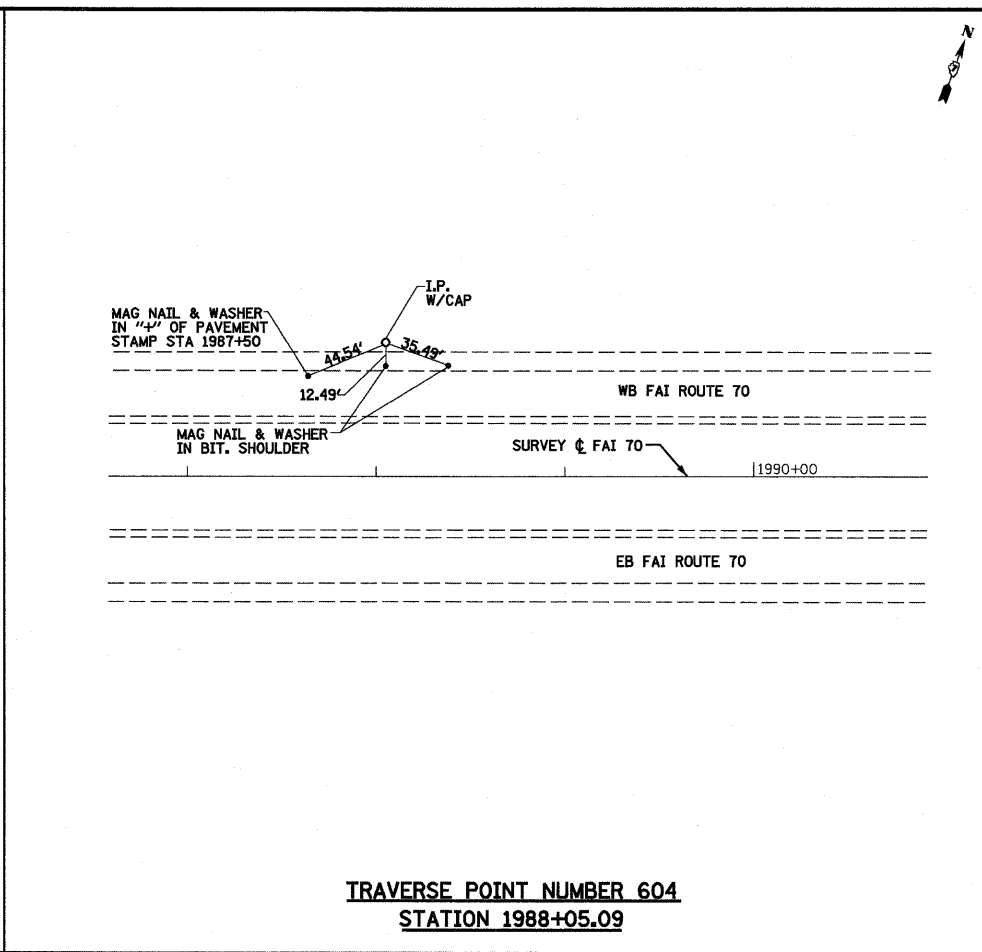 N
I.P.
W/CAP
MAG NAIL & WASHER
IN "+" OF PAVEMENT
STAMP STA 1987+50
44.54'
35.49'
12.49'
WB FAI ROUTE 70
MAG NAIL & WASHER
IN BIT. SHOULDER
SURVEY ℄ FAI 70
1990+00
EB FAI ROUTE 70
TRAVERSE POINT NUMBER 604
STATION 1988+05.09